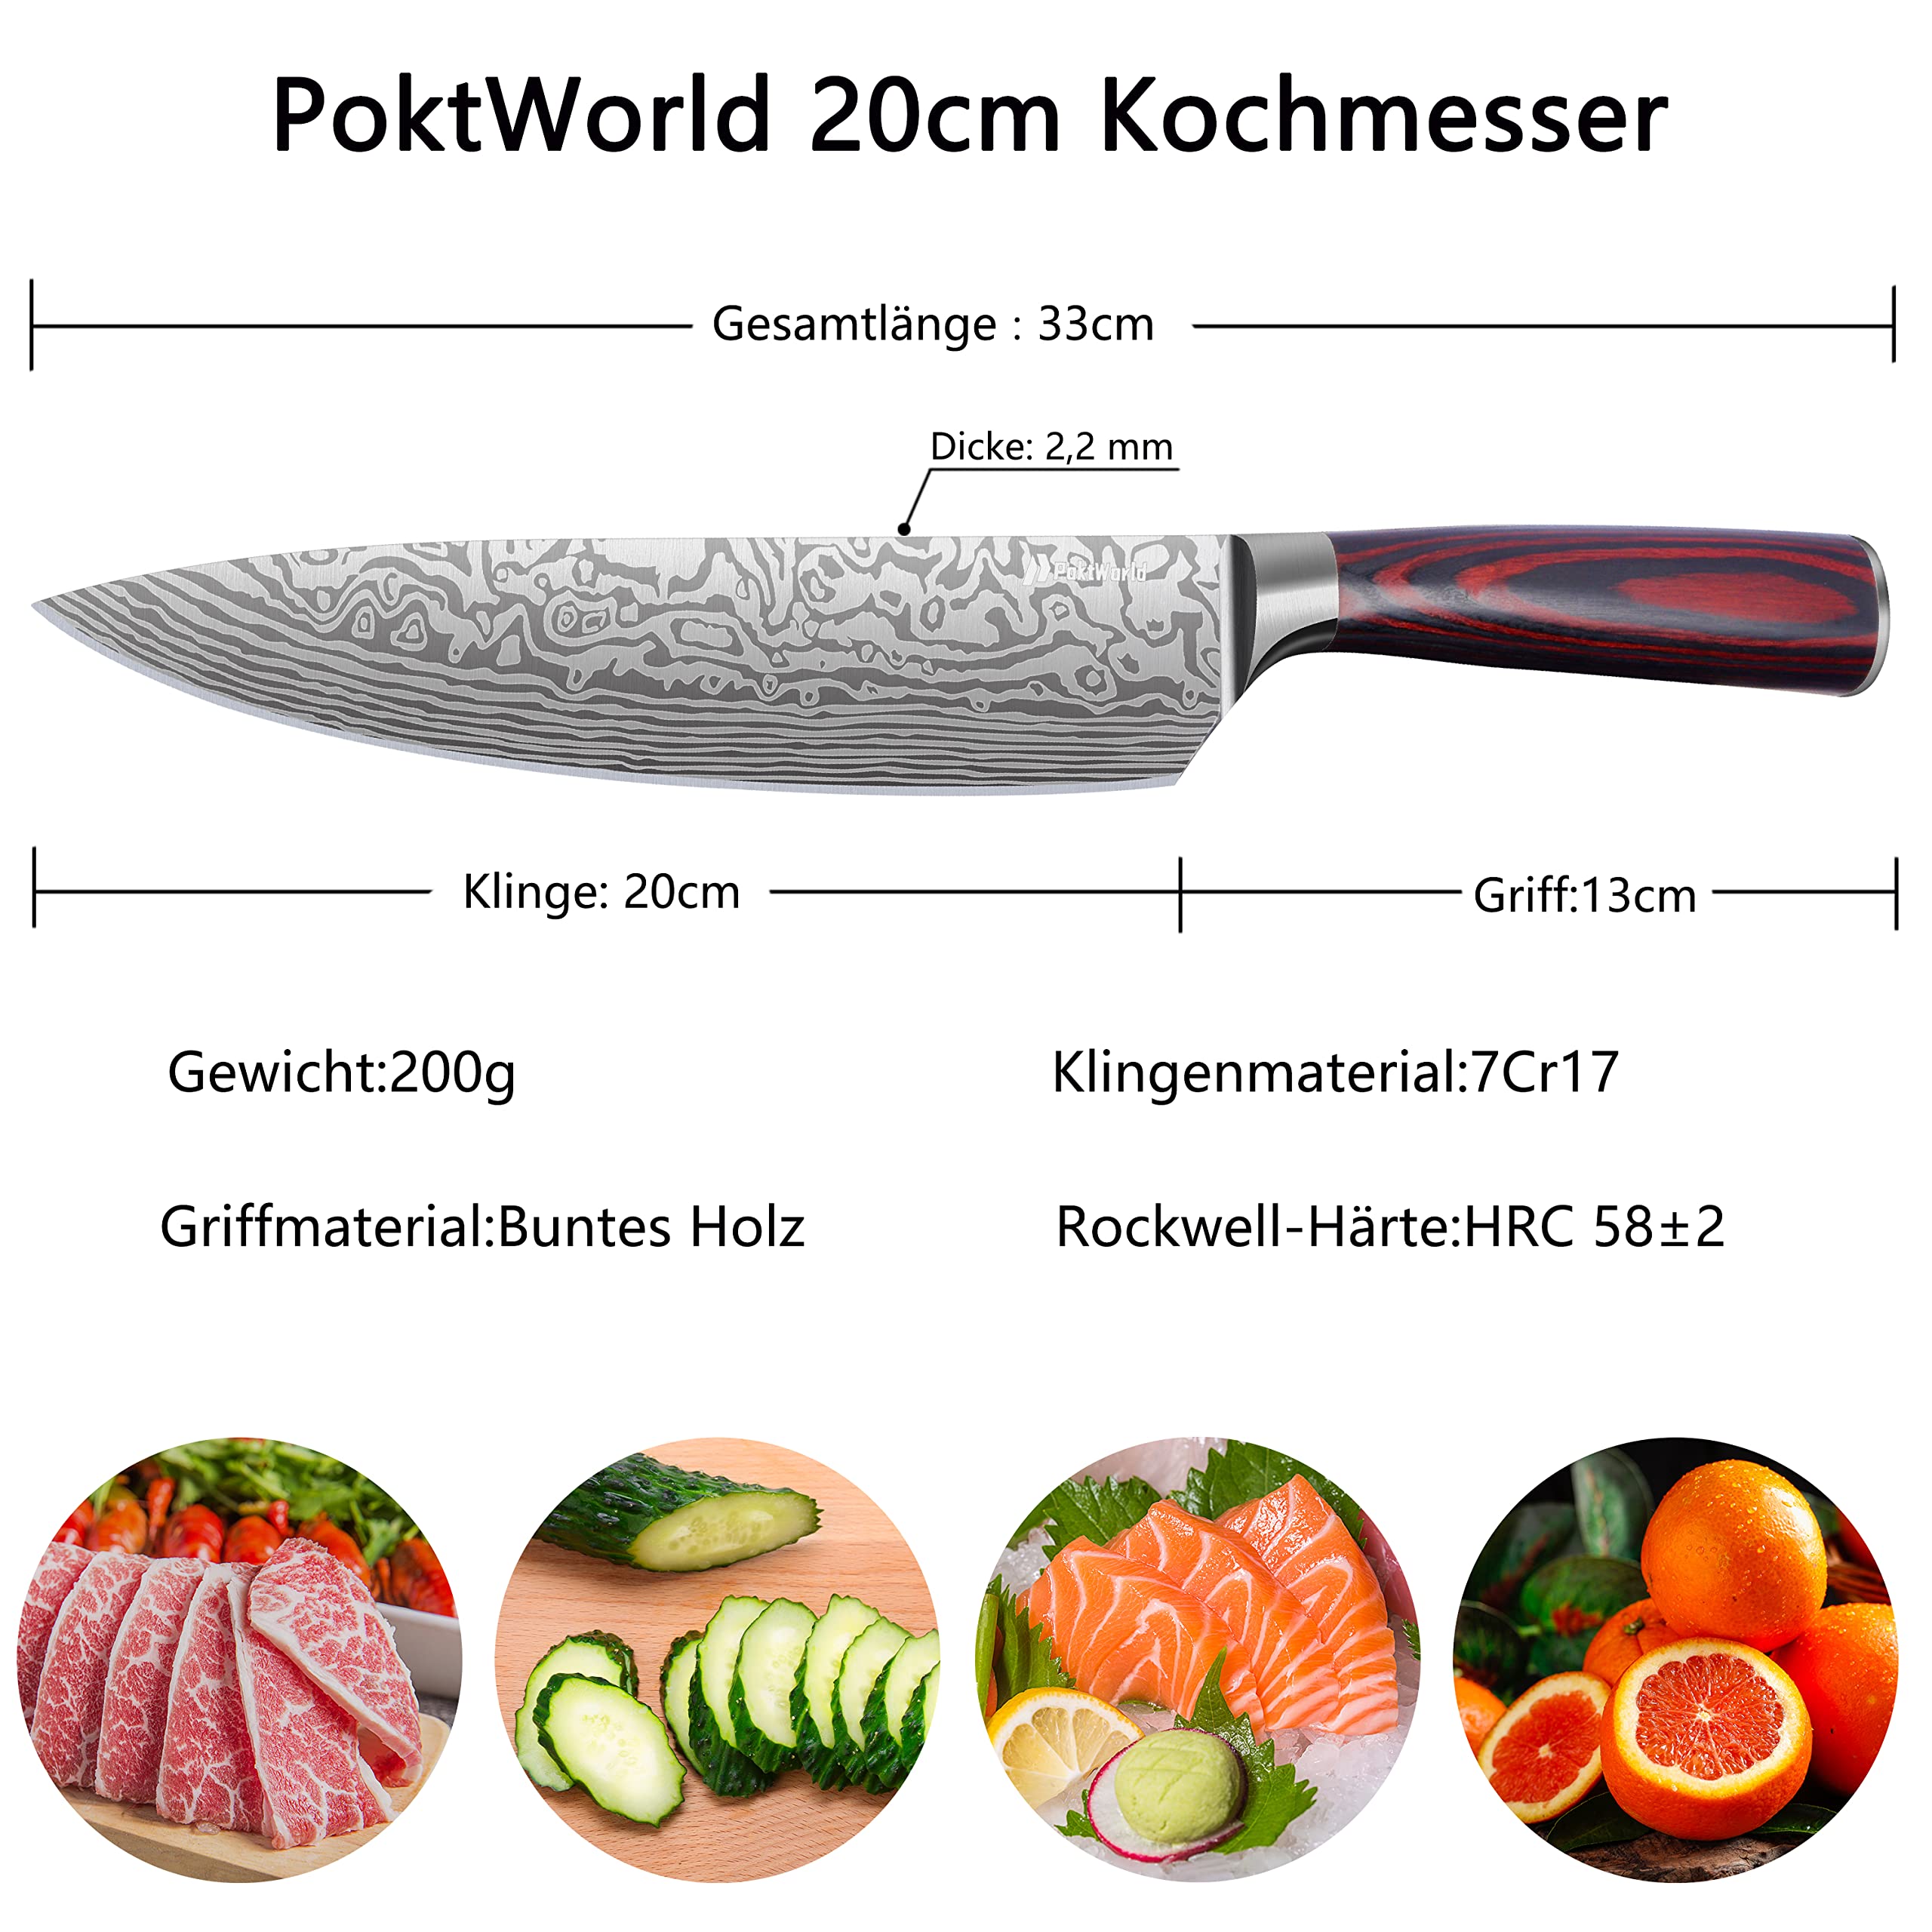 PoktWorld 20cm Kochmesser
Gesamtlänge : 33cm
Dicke: 2,2 mm
PoktWorld
Klinge: 20cm
Griff:13cm
Gewicht:200g
Klingenmaterial:7Cr17
Griffmaterial:Buntes Holz
Rockwell-Härte:HRC 58±2